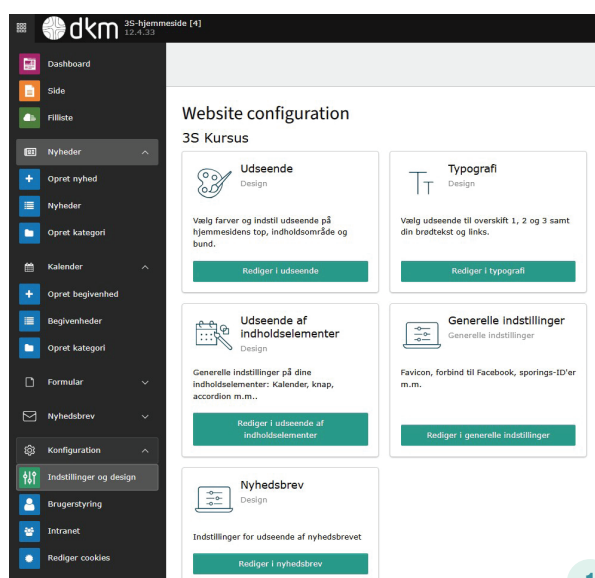 dkm
3S-hjemmeside [4]
12.4.33
Dashboard
Side
Filliste
Nyheder
Opret nyhed
Nyheder
Opret kategori
Kalender
Opret begivenhed
Begivenheder
Opret kategori
Formular
Nyhedsbrev
Konfiguration
Indstillinger og design
Brugerstyring
Intranet
Rediger cookies
Website configuration
3S Kursus
Udseende
Design
Vælg farver og indstil udseende på
hjemmesidens top, indholdsområde og
bund.
Rediger i udseende
Typografi
Design
Vælg udseende til overskift 1, 2 og 3 samt
din brødtekst og links.
Rediger i typografi
Udseende af
indholdselementer
Design
Generelle indstillinger på dine
indholdselementer: Kalender, knap,
accordion m.m..
Rediger i udseende af
indholdselementer
Generelle indstillinger
Generelle indstillinger
Favicon, forbind til Facebook, sporings-ID'er
m.m.
Rediger i generelle indstillinger
Nyhedsbrev
Design
Indstillinger for udseende af nyhedsbrevet
Rediger i nyhedsbrev